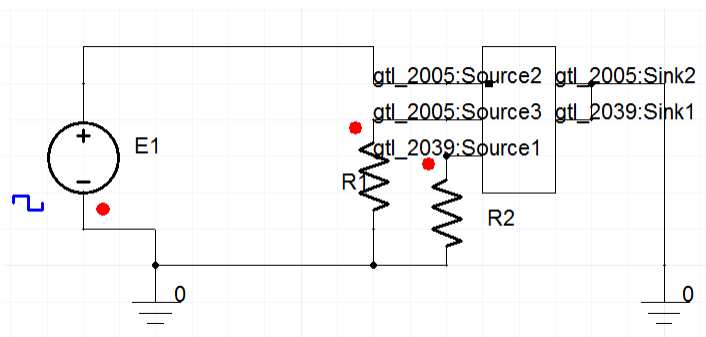 gtl_2005:Source2 gtl_2005:Sink2
gtl_2005:Source3 gtl_2039:Sink1
gtl_2039:Source1
+
E1
−
R1
R2
0
0